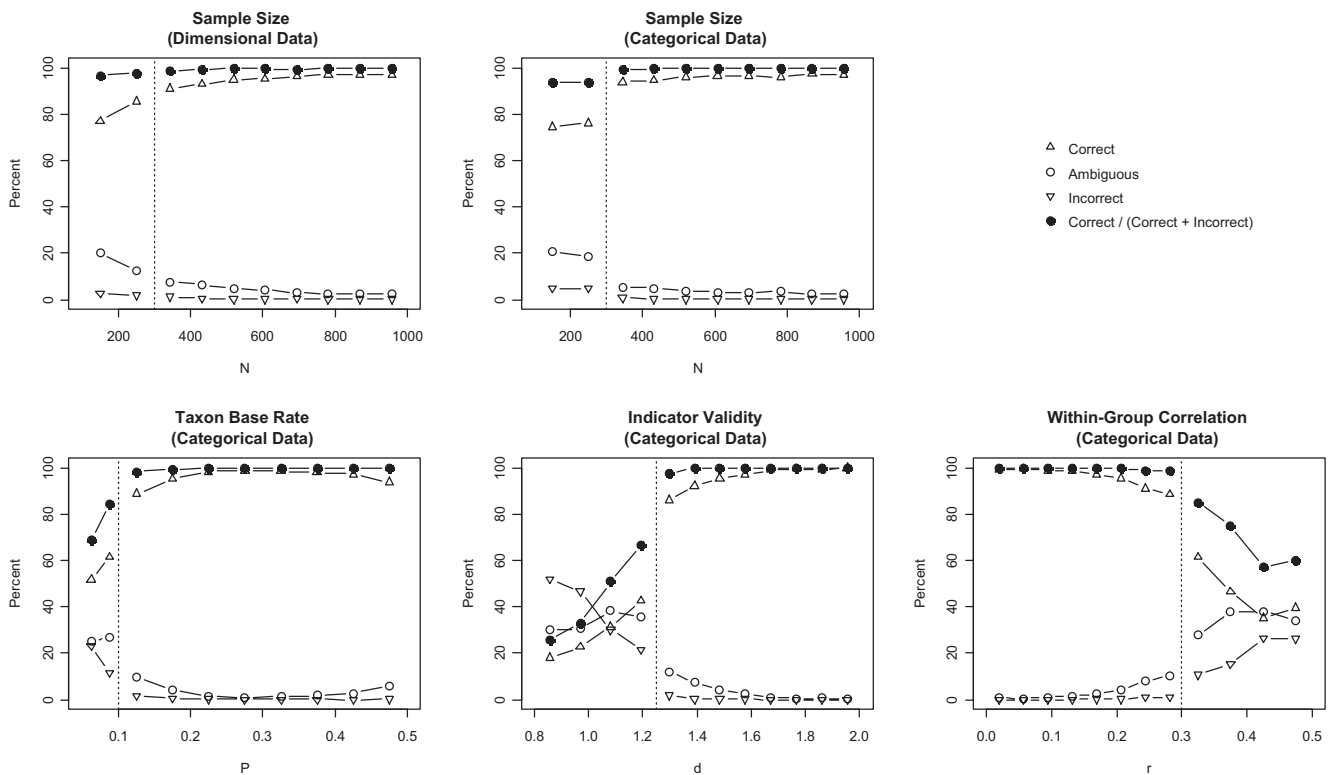 Sample Size
(Dimensional Data)
Percent
0
20
40
60
80
100
200
400
600
800
1000
N
Sample Size
(Categorical Data)
Percent
0
20
40
60
80
100
200
400
600
800
1000
N
Correct
Ambiguous
Incorrect
Correct / (Correct + Incorrect)
Taxon Base Rate
(Categorical Data)
Percent
0
20
40
60
80
100
0.1
0.2
0.3
0.4
0.5
P
Indicator Validity
(Categorical Data)
Percent
0
20
40
60
80
100
0.8
1.0
1.2
1.4
1.6
1.8
2.0
d
Within-Group Correlation
(Categorical Data)
Percent
0
20
40
60
80
100
0.0
0.1
0.2
0.3
0.4
0.5
r